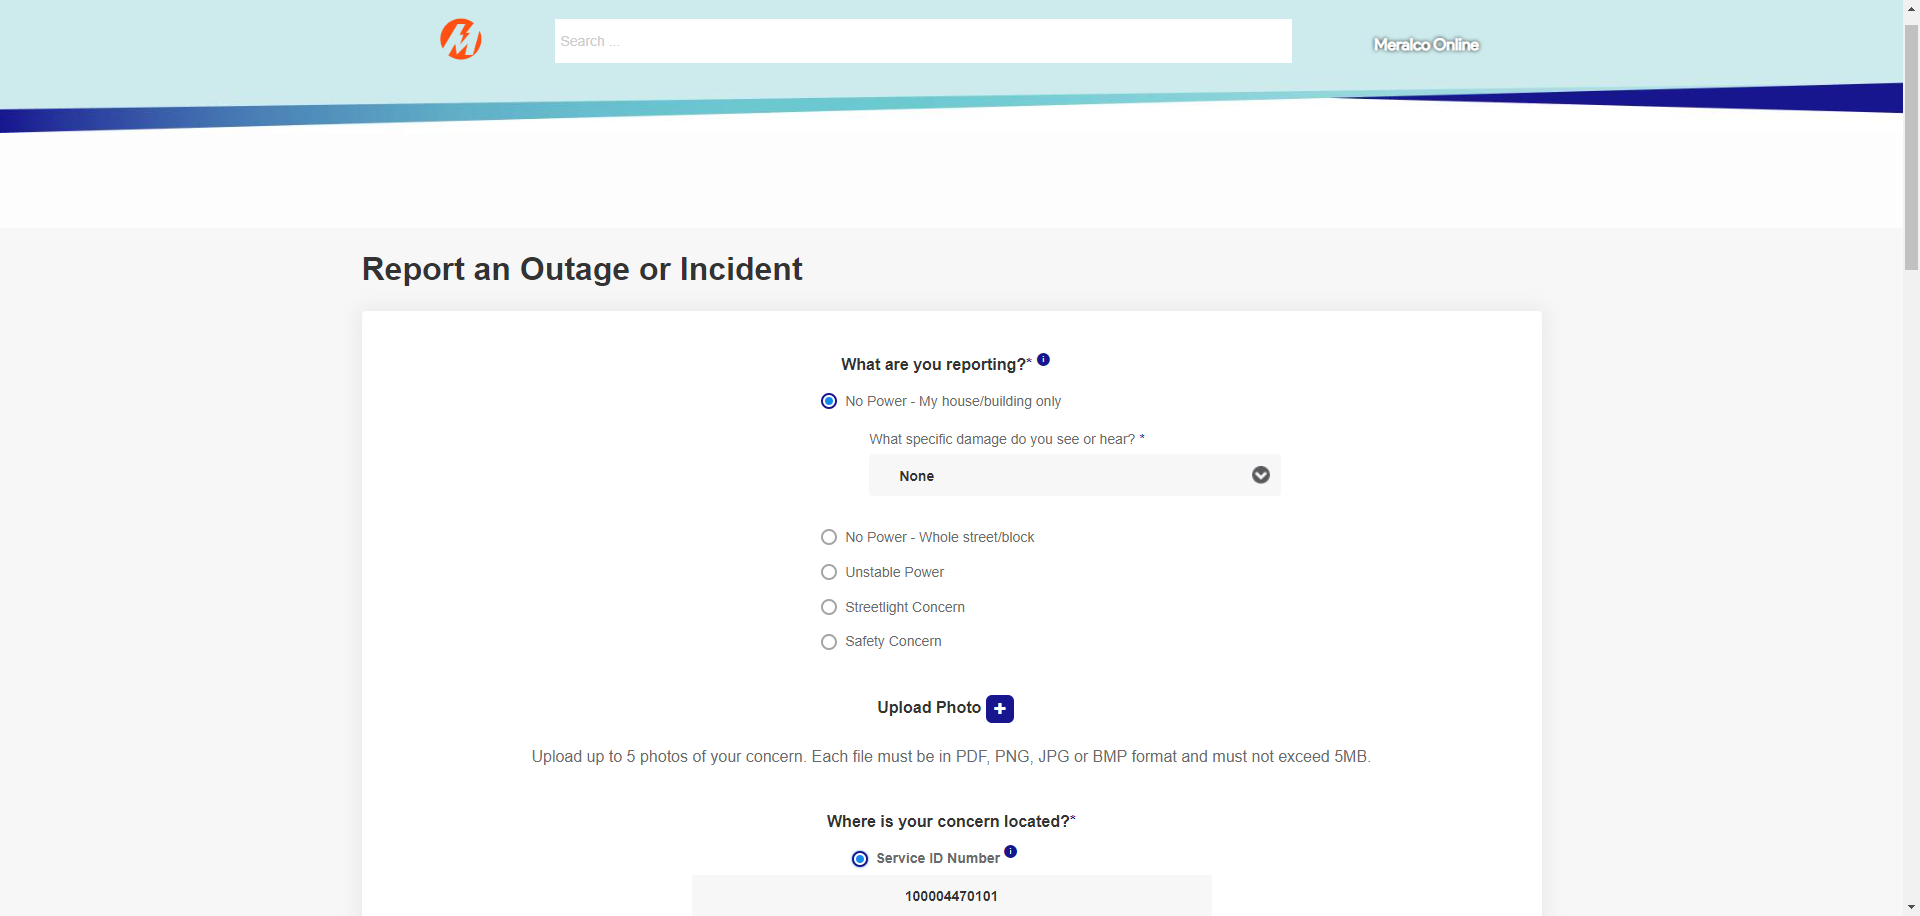 Search ...
Meralco Online
Report an Outage or Incident
What are you reporting?*
No Power - My house/building only
What specific damage do you see or hear? *
None
No Power - Whole street/block
Unstable Power
Streetlight Concern
Safety Concern
Upload Photo +
Upload up to 5 photos of your concern. Each file must be in PDF, PNG, JPG or BMP format and must not exceed 5MB.
Where is your concern located?*
Service ID Number
100004470101